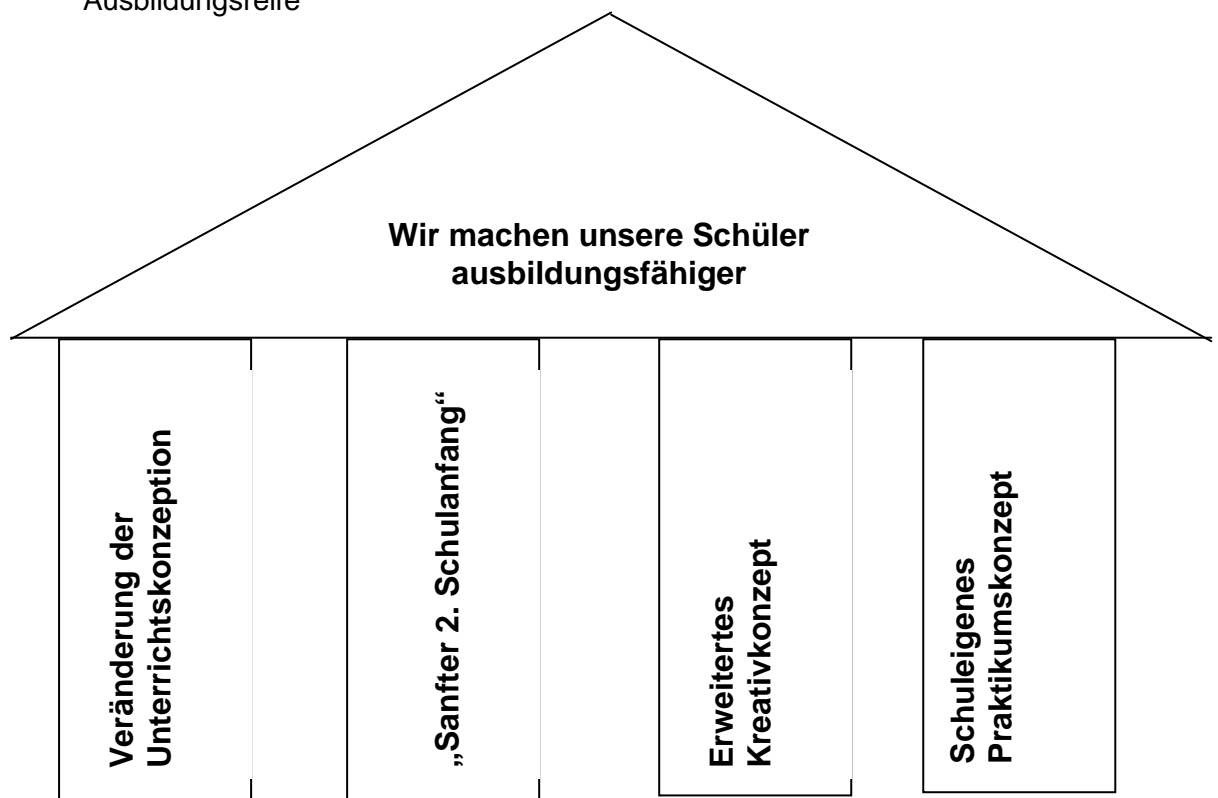 Ausbildungsreife
Wir machen unsere Schüler
ausbildungsfähiger
Veränderung der
Unterrichtskonzeption
„Sanfter 2. Schulanfang“
Erweitertes
Kreativkonzept
Schuleigenes
Praktikumskonzept